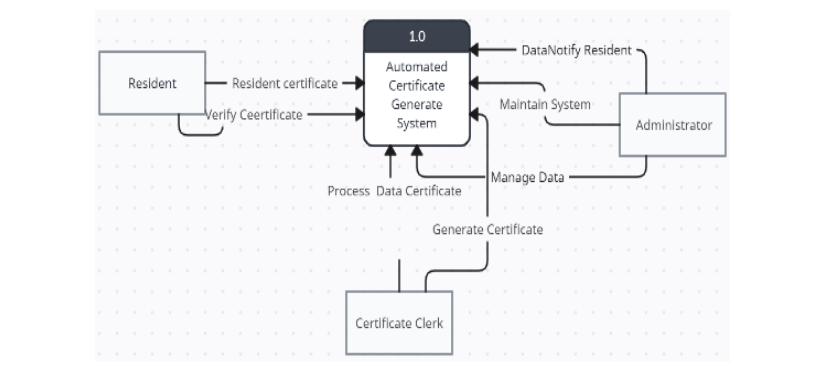 1.0
DataNotify Resident
Automated
Certificate
Generate
System
Resident
Resident certificate
Maintain System
Verify Ceertificate
Administrator
Manage Data
Process Data Certificate
Generate Certificate
Certificate Clerk